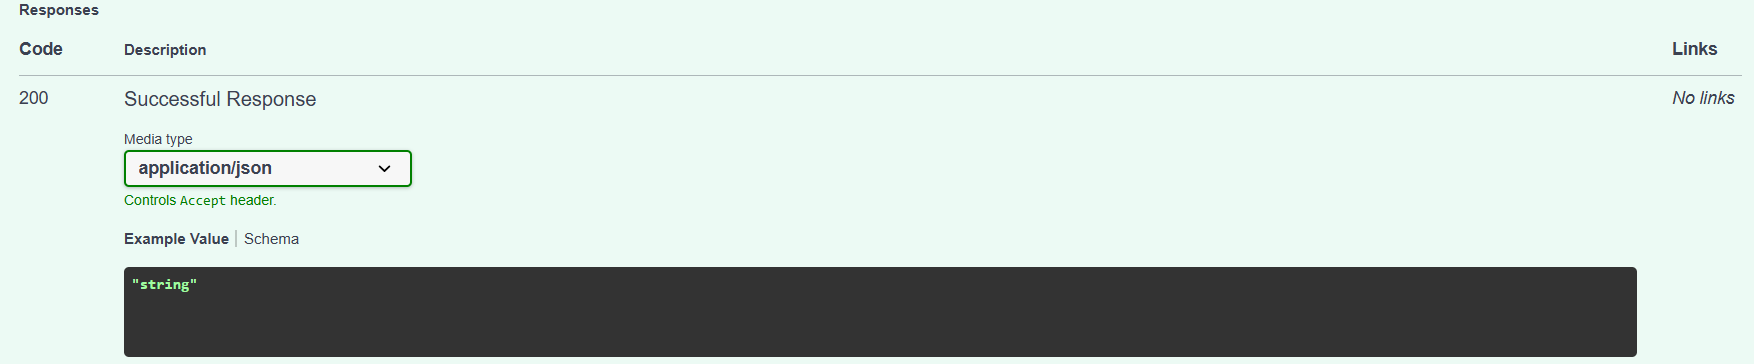 Responses
Code Description Links
200 Successful Response No links
Media type
application/json
Controls Accept header.
Example Value Schema
"string"